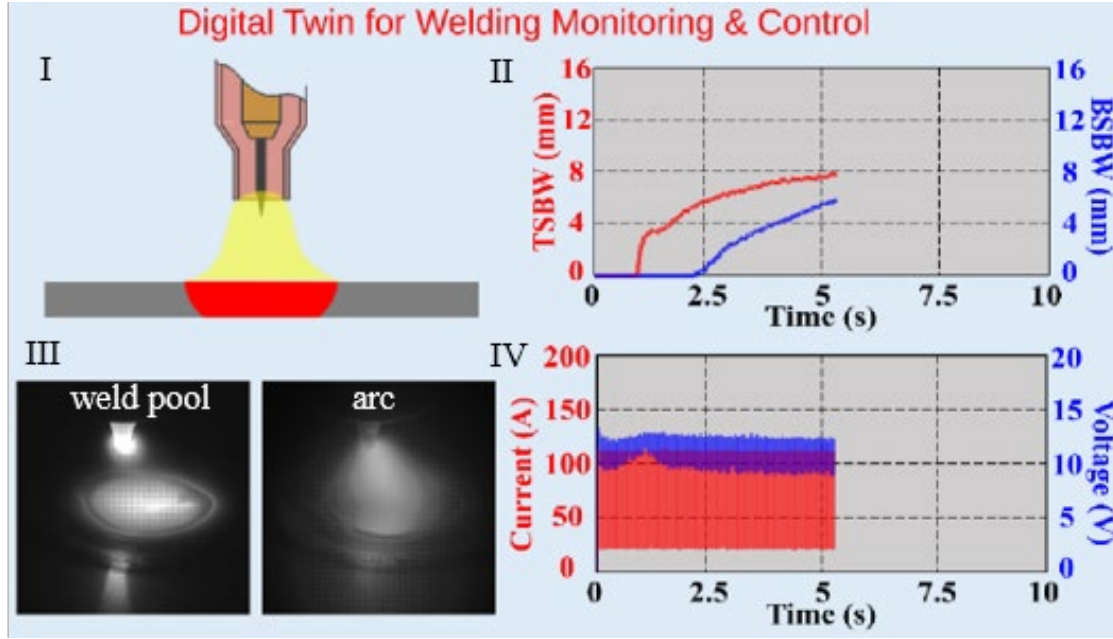 Digital Twin for Welding Monitoring & Control
I
II
TSBW (mm)
16
12
8
4
0
0
2.5
5
7.5
10
Time (s)
16
12
8
4
0
BSBW (mm)
III
weld pool
arc
IV
Current (A)
200
150
100
50
0
0
2.5
5
7.5
10
Time (s)
20
15
10
5
0
Voltage (V)